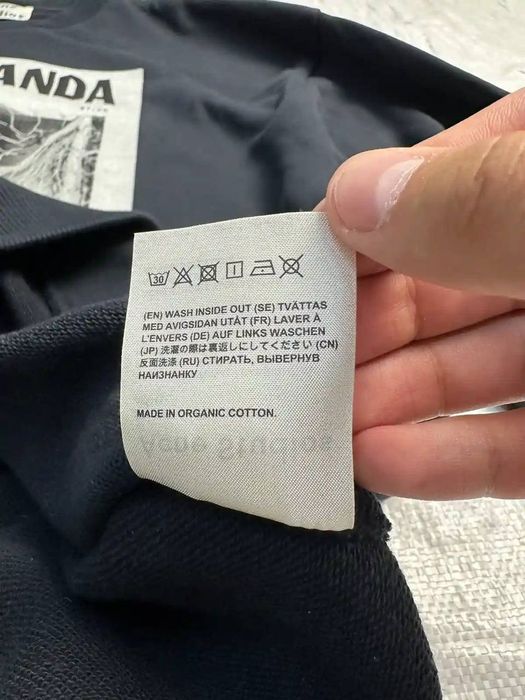 ANDA
30
(EN) WASH INSIDE OUT (SE) TVÄTTAS
MED AVIGSIDAN UTÅT (FR) LAVER À
L'ENVERS (DE) AUF LINKS WASCHEN
(JP) 洗濯の際は裏返しにしてください (CN)
反面洗涤 (RU) СТИРАТЬ, ВЫВЕРНУВ
НАИЗНАНКУ
MADE IN ORGANIC COTTON.
Acne Studios